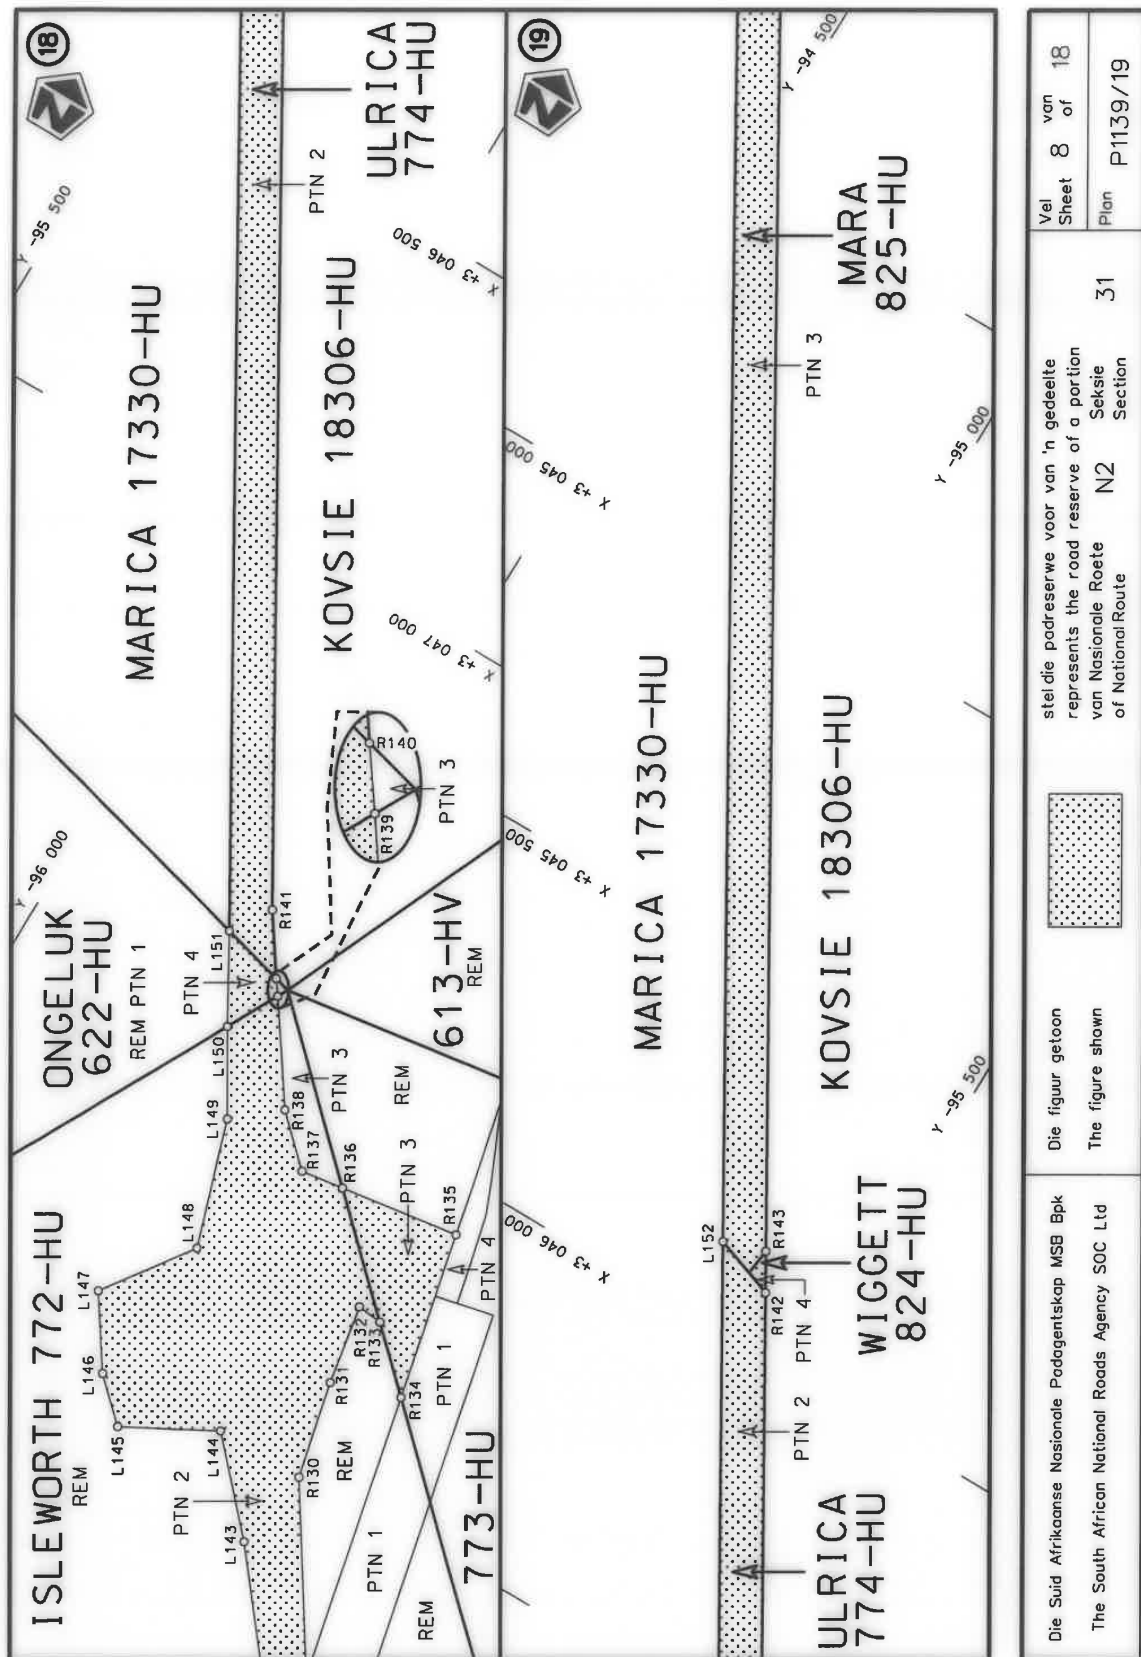 18
Y -95 500
Y -96 000
ISLEWORTH 772-HU
REM
ONGELUK
622-HU
REM PTN 1
PTN 4
MARICA 17330-HU
L143
L144
L145
L146
L147
L148
L149
L150
L151
PTN 2
PTN 2
ULRICA
774-HU
KOVSIE 18306-HU
R130
R131
R132
R133
R134
R135
R136
R137
R138
R141
R139
R140
PTN 3
PTN 3
PTN 3
REM
REM
REM
PTN 1
PTN 1
PTN 4
773-HU
613-HV
REM
X +3 047 000
X +3 046 500
19
X +3 046 000
X +3 045 500
X +3 045 000
Y -94 500
MARICA 17330-HU
L152
R142
R143
ULRICA
774-HU
PTN 2
PTN 4
WIGGETT
824-HU
KOVSIE 18306-HU
PTN 3
MARA
825-HU
Y -95 500
Y -95 000
Die Suid Afrikaanse Nasionale Padagentskap MSB Bpk
The South African National Roads Agency SOC Ltd
Die figuur getoon
The figure shown
stel die padreserwe voor van 'n gedeelte
represents the road reserve of a portion
van Nasionale Roete N2 Seksie 31
of National Route Section
Vel 8 van 18
Sheet of
Plan P1139/19